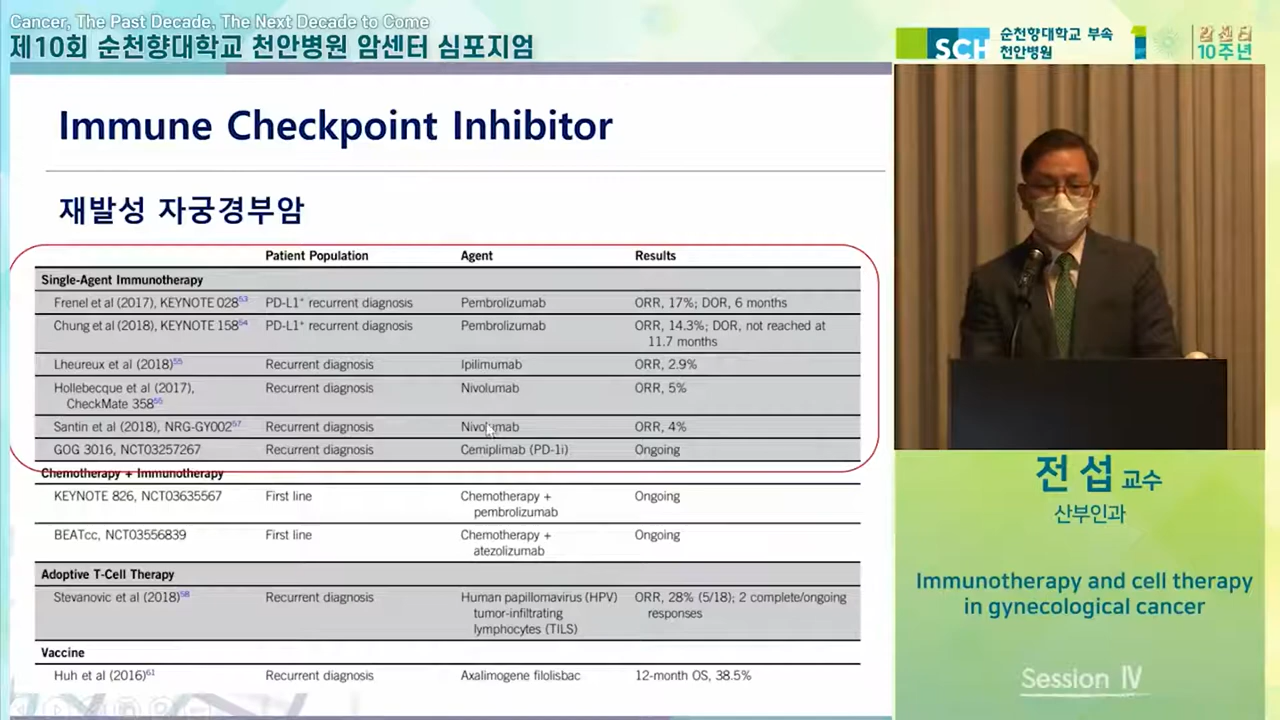 Cancer, The Past Decade, The Next Decade to Come
제10회 순천향대학교 천안병원 암센터 심포지엄
SCH 순천향대학교 부속
천안병원
암센터
10주년
Immune Checkpoint Inhibitor
재발성 자궁경부암
Patient Population Agent Results
Single-Agent Immunotherapy
Frenel et al (2017), KEYNOTE 028⁵³ PD-L1⁺ recurrent diagnosis Pembrolizumab ORR, 17%; DOR, 6 months
Chung et al (2018), KEYNOTE 158⁵⁴ PD-L1⁺ recurrent diagnosis Pembrolizumab ORR, 14.3%; DOR, not reached at
11.7 months
Lheureux et al (2018)⁵⁵ Recurrent diagnosis Ipilimumab ORR, 2.9%
Hollebecque et al (2017), Recurrent diagnosis Nivolumab ORR, 5%
CheckMate 358⁵⁶
Santin et al (2018), NRG-GY002⁵⁷ Recurrent diagnosis Nivolumab ORR, 4%
GOG 3016, NCT03257267 Recurrent diagnosis Cemiplimab (PD-1i) Ongoing
Chemotherapy + Immunotherapy
KEYNOTE 826, NCT03635567 First line Chemotherapy + Ongoing
pembrolizumab
BEATcc, NCT03556839 First line Chemotherapy + Ongoing
atezolizumab
Adoptive T-Cell Therapy
Stevanovic et al (2018)⁵⁸ Recurrent diagnosis Human papillomavirus (HPV) ORR, 28% (5/18); 2 complete/ongoing
tumor-infiltrating responses
lymphocytes (TILS)
Vaccine
Huh et al (2016)⁶¹ Recurrent diagnosis Axalimogene filolisbac 12-month OS, 38.5%
전 섭 교수
산부인과
Immunotherapy and cell therapy
in gynecological cancer
Session Ⅳ